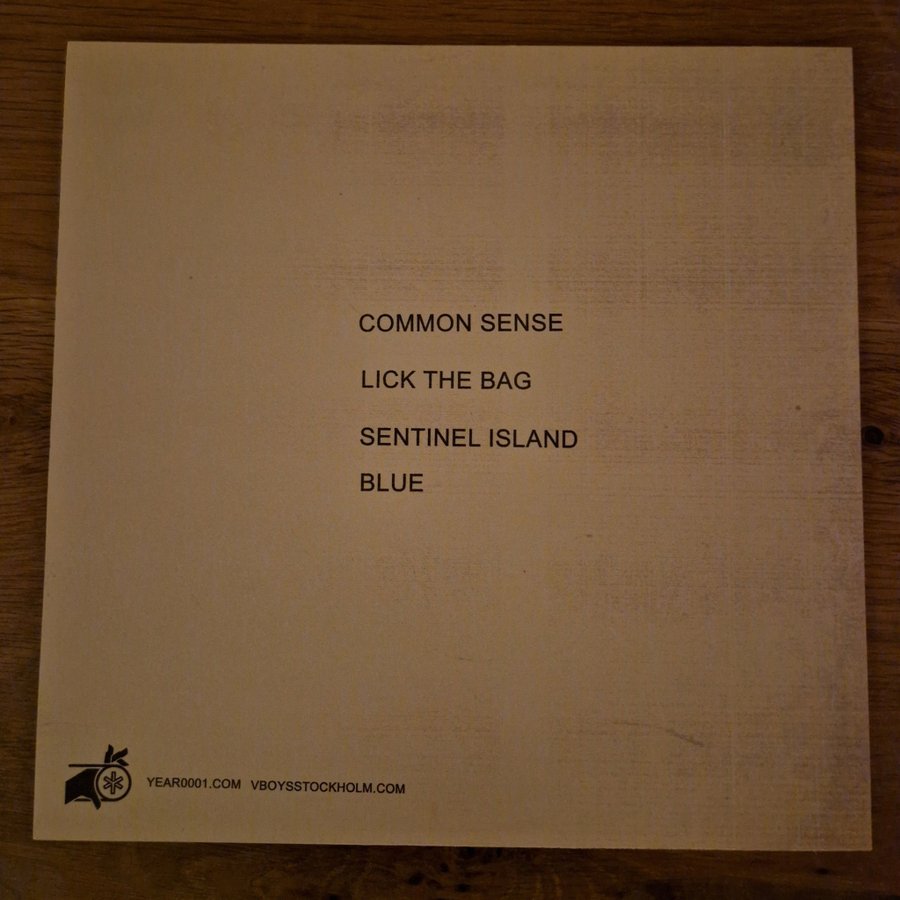 COMMON SENSE
LICK THE BAG
SENTINEL ISLAND
BLUE
YEAR0001.COM VBOYSSTOCKHOLM.COM